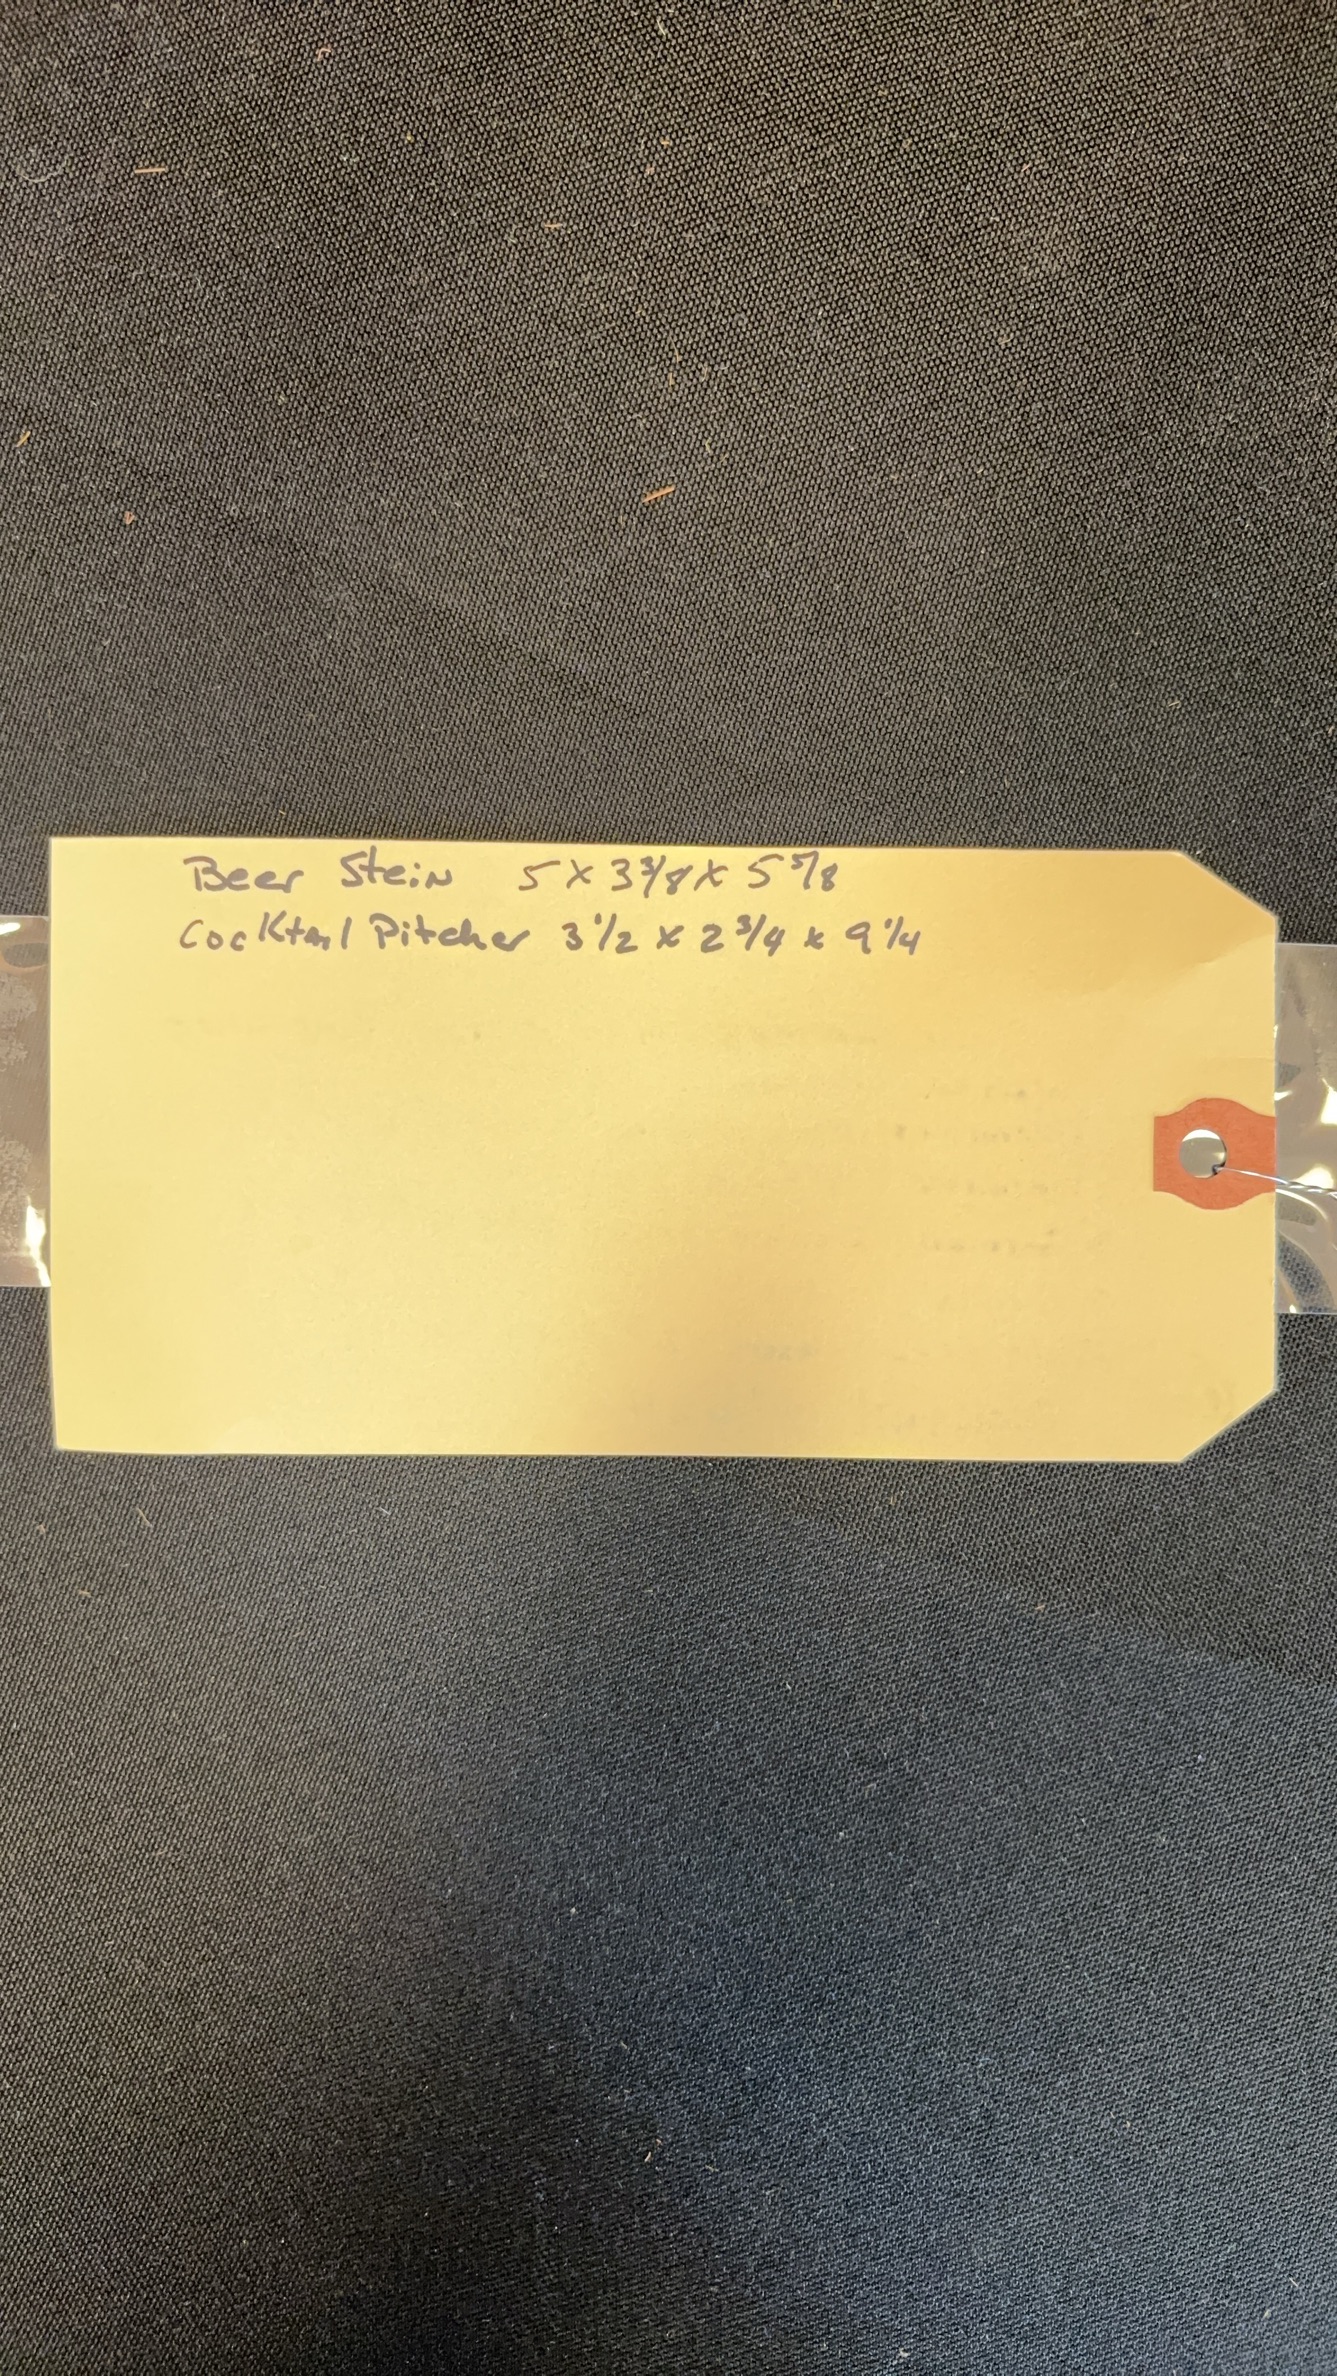 Beer Stein 5 x 3 3/8 x 5 5/8
Cocktail Pitcher 3 1/2 x 2 3/4 x 9 1/4